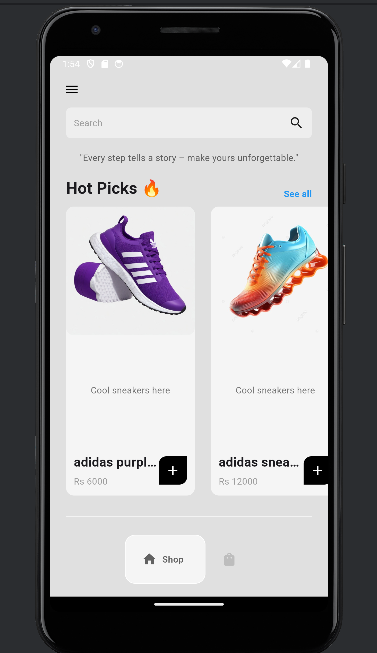 1:54
Search
"Every step tells a story – make yours unforgettable."
Hot Picks 🔥
See all
Cool sneakers here
Cool sneakers here
adidas purpl...
adidas snea...
Rs 6000
Rs 12000
Shop